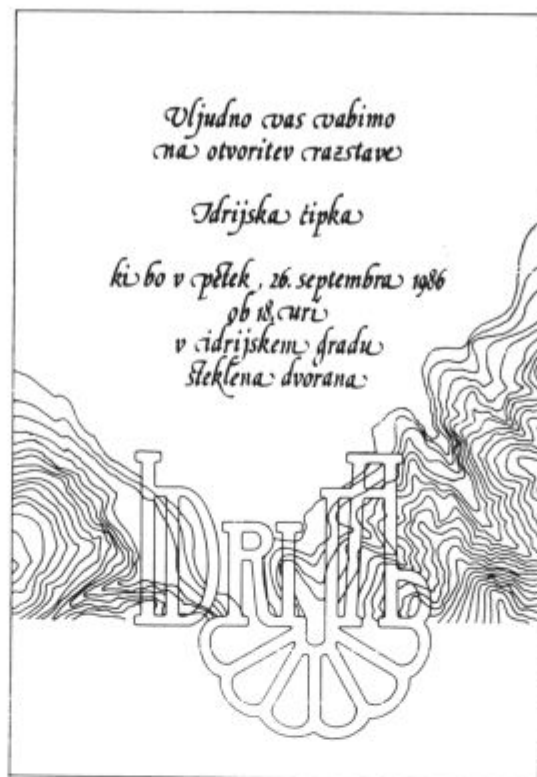 Vljudno vas vabimo
na otvoritev razstave
Idrijska čipka
ki bo v petek, 26. septembra 1986
ob 18. uri
v idrijskem gradu
steklena dvorana
IDRIJA